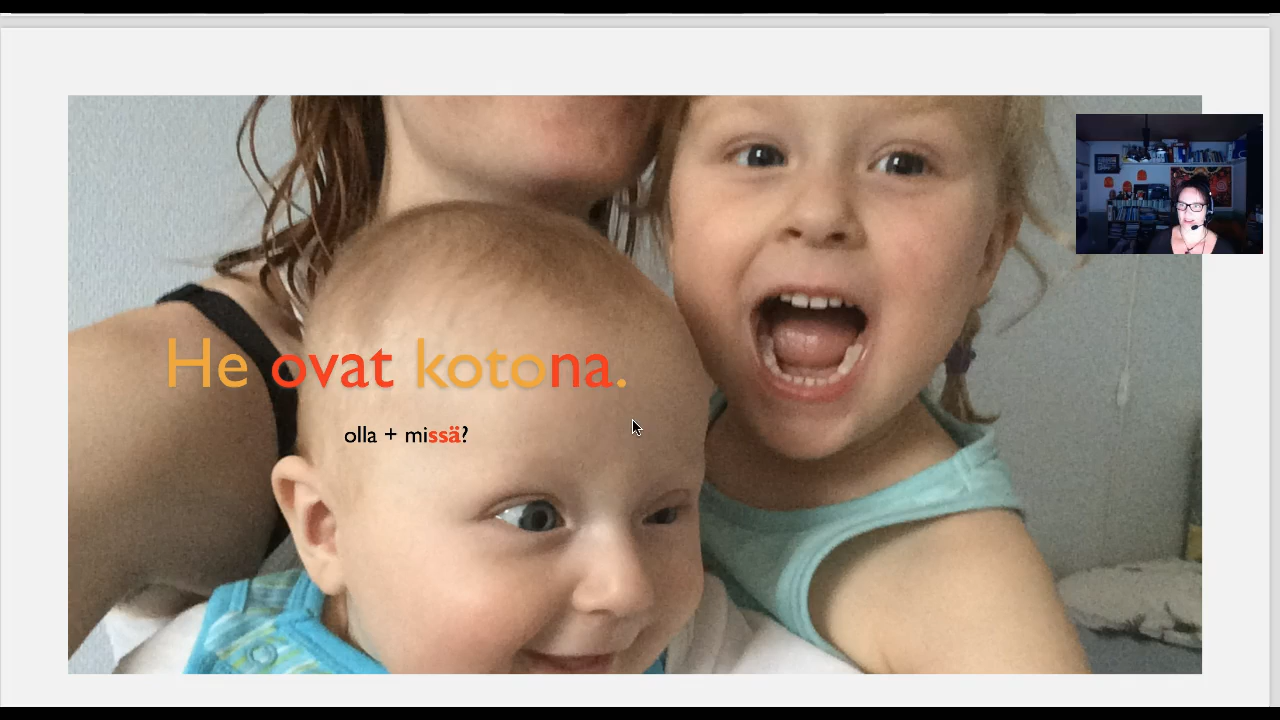 He ovat kotona.
olla + missä?